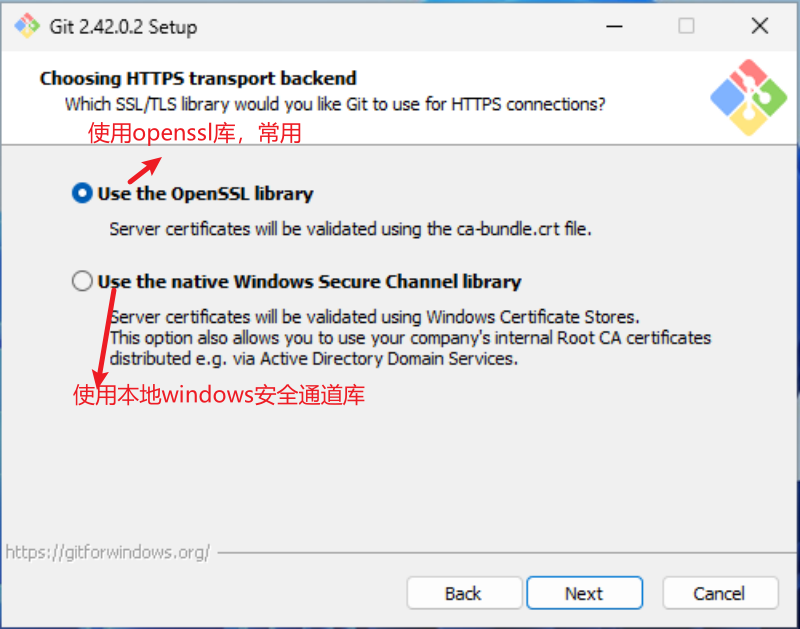 Git 2.42.0.2 Setup
Choosing HTTPS transport backend
Which SSL/TLS library would you like Git to use for HTTPS connections?
使用openssl库，常用
Use the OpenSSL library
Server certificates will be validated using the ca-bundle.crt file.
Use the native Windows Secure Channel library
Server certificates will be validated using Windows Certificate Stores.
This option also allows you to use your company's internal Root CA certificates
distributed e.g. via Active Directory Domain Services.
使用本地windows安全通道库
https://gitforwindows.org/
Back
Next
Cancel